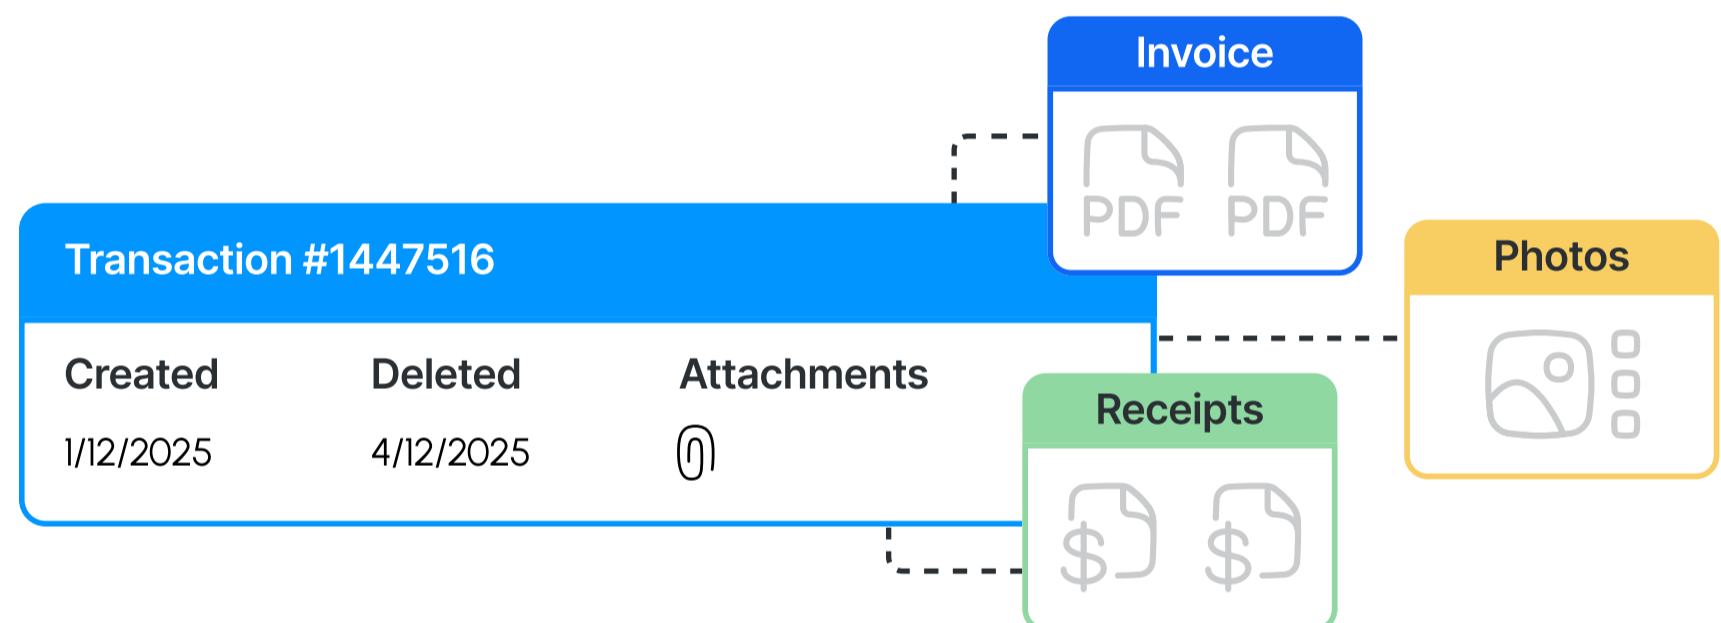 Invoice
PDF PDF
Transaction #1447516
Photos
Created Deleted Attachments
1/12/2025 4/12/2025
Receipts
$ $